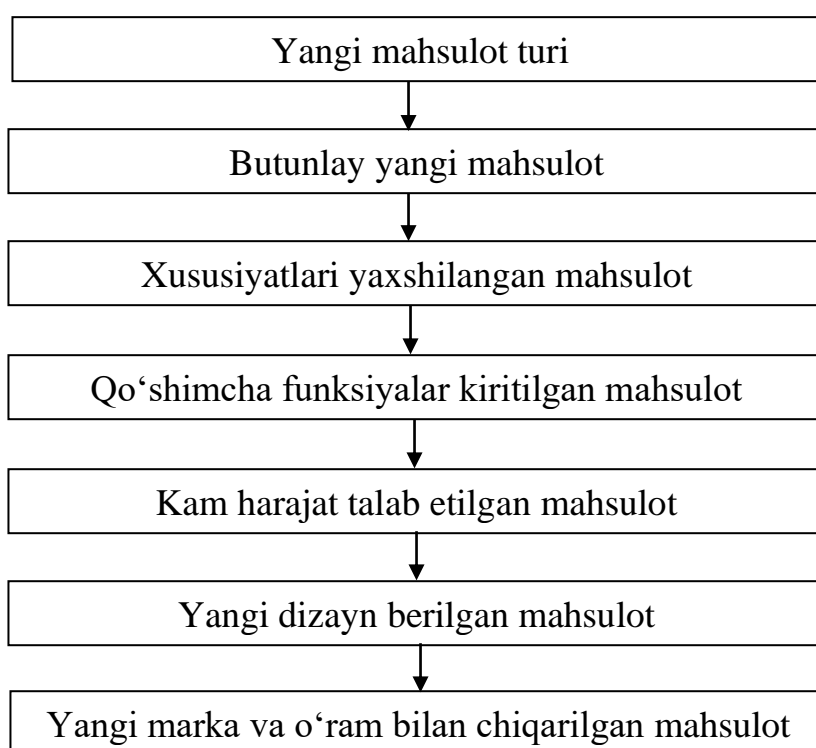 Yangi mahsulot turi
Butunlay yangi mahsulot
Xususiyatlari yaxshilangan mahsulot
Qo‘shimcha funksiyalar kiritilgan mahsulot
Kam harajat talab etilgan mahsulot
Yangi dizayn berilgan mahsulot
Yangi marka va o‘ram bilan chiqarilgan mahsulot